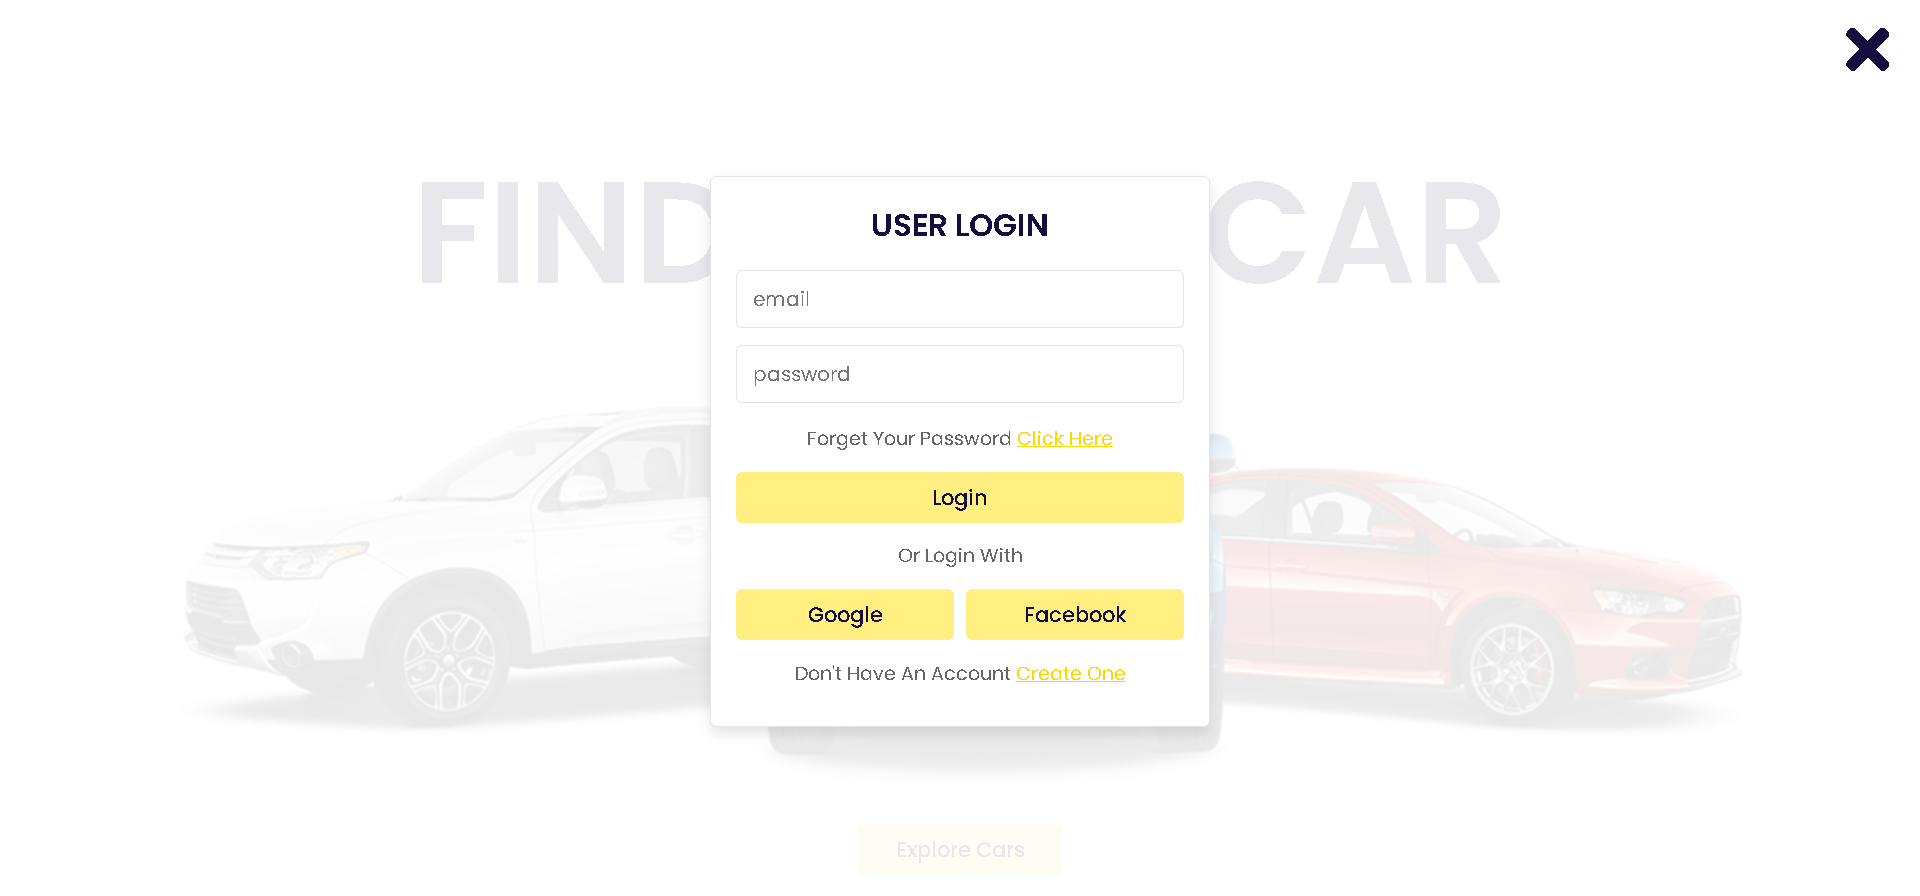 FIND CAR
USER LOGIN
email
password
Forget Your Password Click Here
Login
Or Login With
Google Facebook
Don't Have An Account Create One
Explore Cars